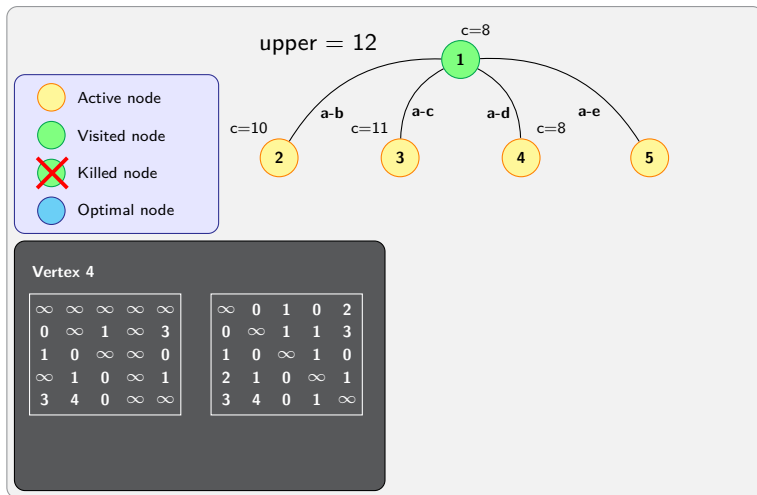 c=8
upper = 12
1
Active node
Visited node
Killed node
Optimal node
a-b
a-c
a-d
a-e
c=10
c=11
c=8
2
3
4
5
Vertex 4
∞ ∞ ∞ ∞ ∞
0 ∞ 1 ∞ 3
1 0 ∞ ∞ 0
∞ 1 0 ∞ 1
3 4 0 ∞ ∞
∞ 0 1 0 2
0 ∞ 1 1 3
1 0 ∞ 1 0
2 1 0 ∞ 1
3 4 0 1 ∞